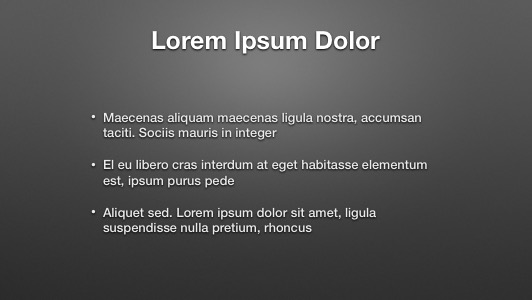 Lorem Ipsum Dolor
• Maecenas aliquam maecenas ligula nostra, accumsan
taciti. Sociis mauris in integer
• El eu libero cras interdum at eget habitasse elementum
est, ipsum purus pede
• Aliquet sed. Lorem ipsum dolor sit amet, ligula
suspendisse nulla pretium, rhoncus